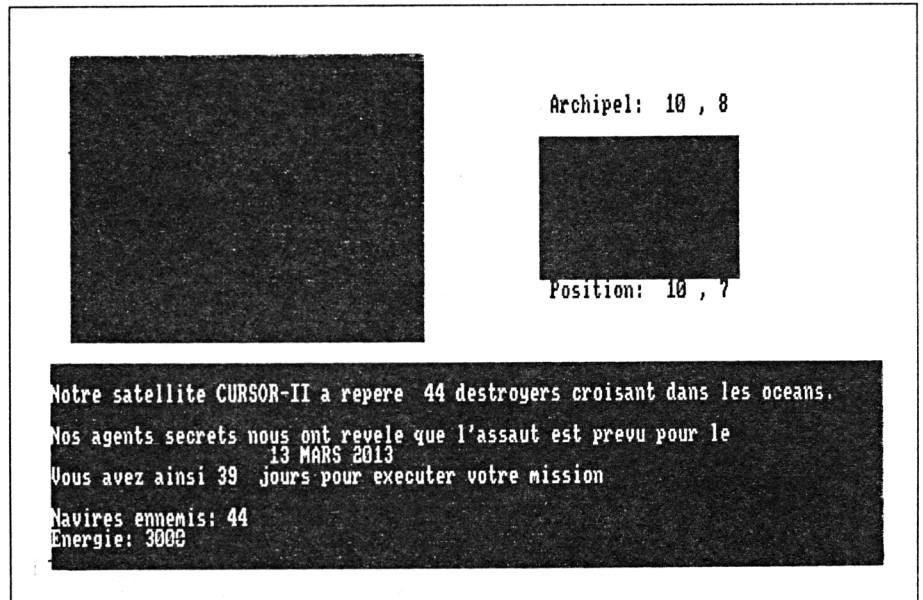 Archipel: 10 , 8
Position: 10 , 7
Notre satellite CURSOR-II a repere 44 destroyers croisant dans les oceans.
Nos agents secrets nous ont revele que l'assaut est prevu pour le
13 MARS 2013
Vous avez ainsi 39 jours pour executer votre mission
Navires ennemis: 44
Energie: 3000